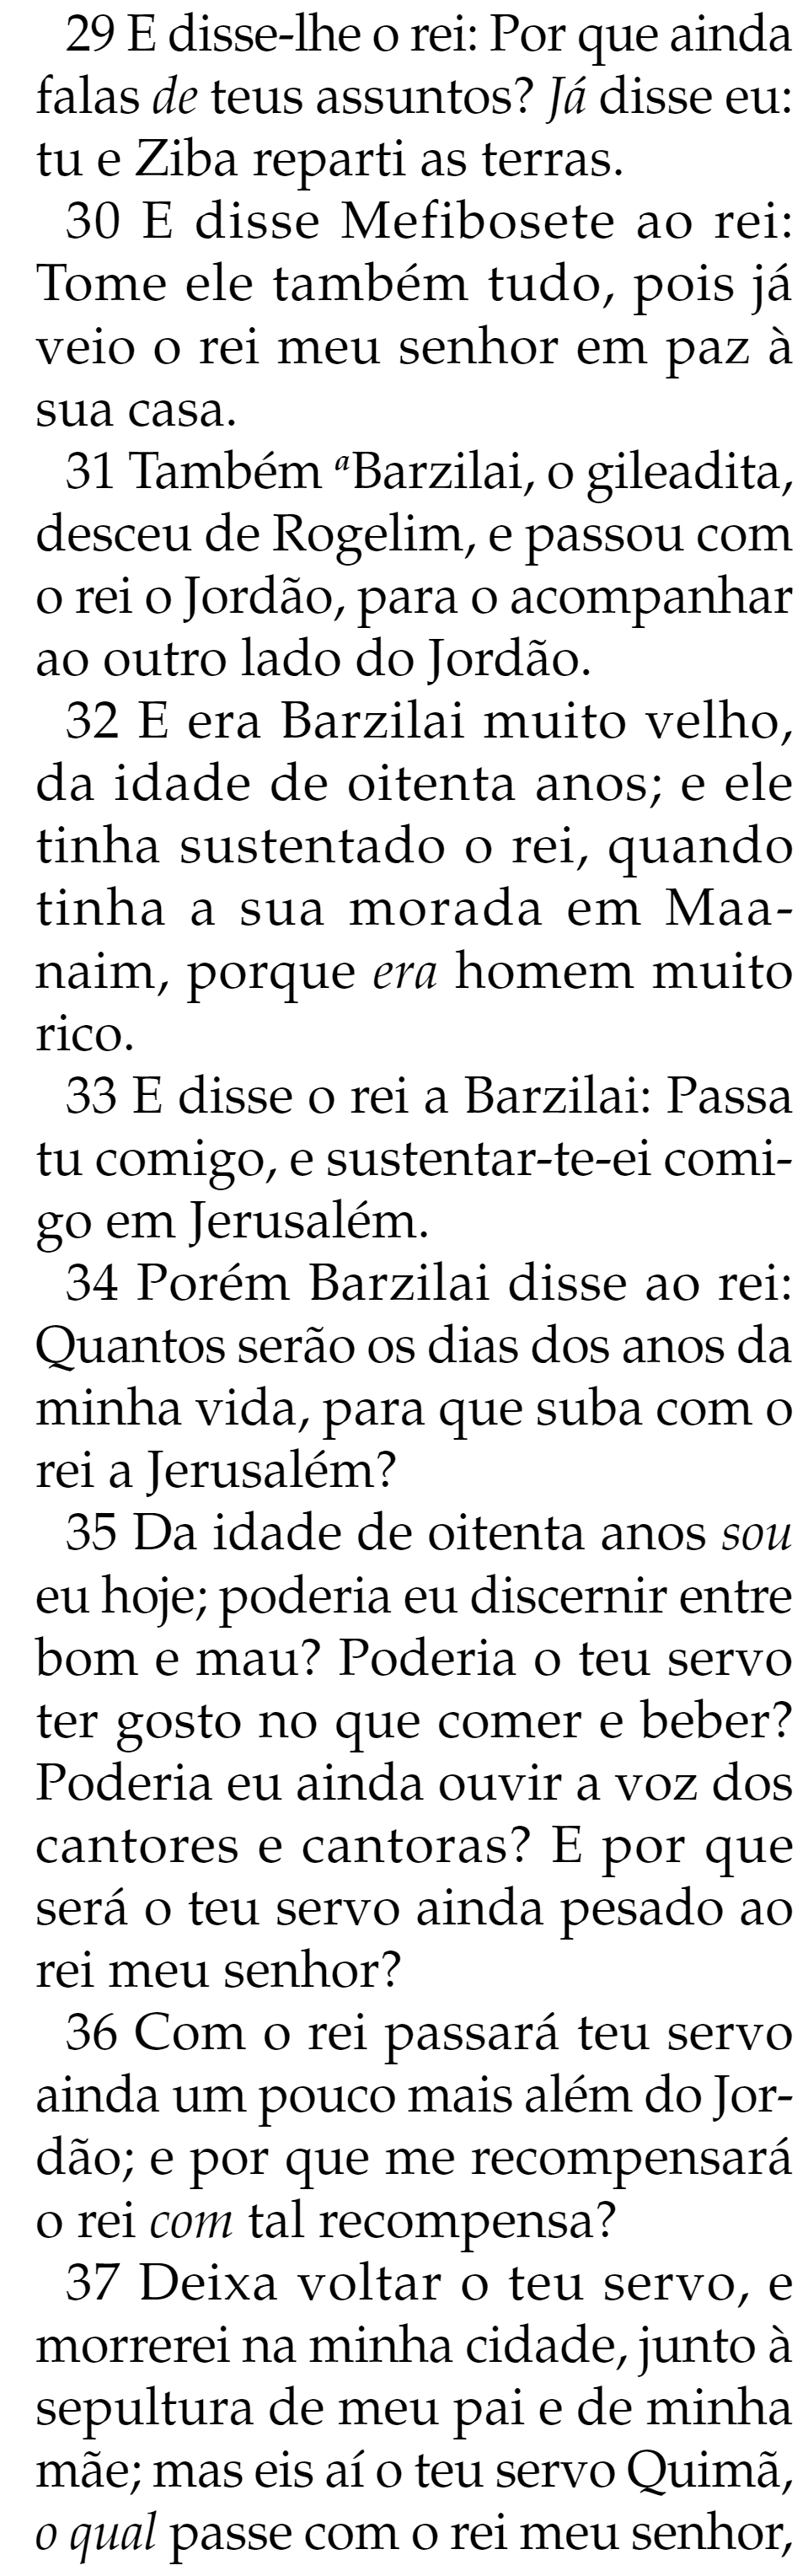 29 E disse-lhe o rei: Por que ainda
falas de teus assuntos? Já disse eu:
tu e Ziba reparti as terras.
30 E disse Mefibosete ao rei:
Tome ele também tudo, pois já
veio o rei meu senhor em paz à
sua casa.
31 Também ᵃBarzilai, o gileadita,
desceu de Rogelim, e passou com
o rei o Jordão, para o acompanhar
ao outro lado do Jordão.
32 E era Barzilai muito velho,
da idade de oitenta anos; e ele
tinha sustentado o rei, quando
tinha a sua morada em Maa-
naim, porque era homem muito
rico.
33 E disse o rei a Barzilai: Passa
tu comigo, e sustentar-te-ei comi-
go em Jerusalém.
34 Porém Barzilai disse ao rei:
Quantos serão os dias dos anos da
minha vida, para que suba com o
rei a Jerusalém?
35 Da idade de oitenta anos sou
eu hoje; poderia eu discernir entre
bom e mau? Poderia o teu servo
ter gosto no que comer e beber?
Poderia eu ainda ouvir a voz dos
cantores e cantoras? E por que
será o teu servo ainda pesado ao
rei meu senhor?
36 Com o rei passará teu servo
ainda um pouco mais além do Jor-
dão; e por que me recompensará
o rei com tal recompensa?
37 Deixa voltar o teu servo, e
morrerei na minha cidade, junto à
sepultura de meu pai e de minha
mãe; mas eis aí o teu servo Quimã,
o qual passe com o rei meu senhor,